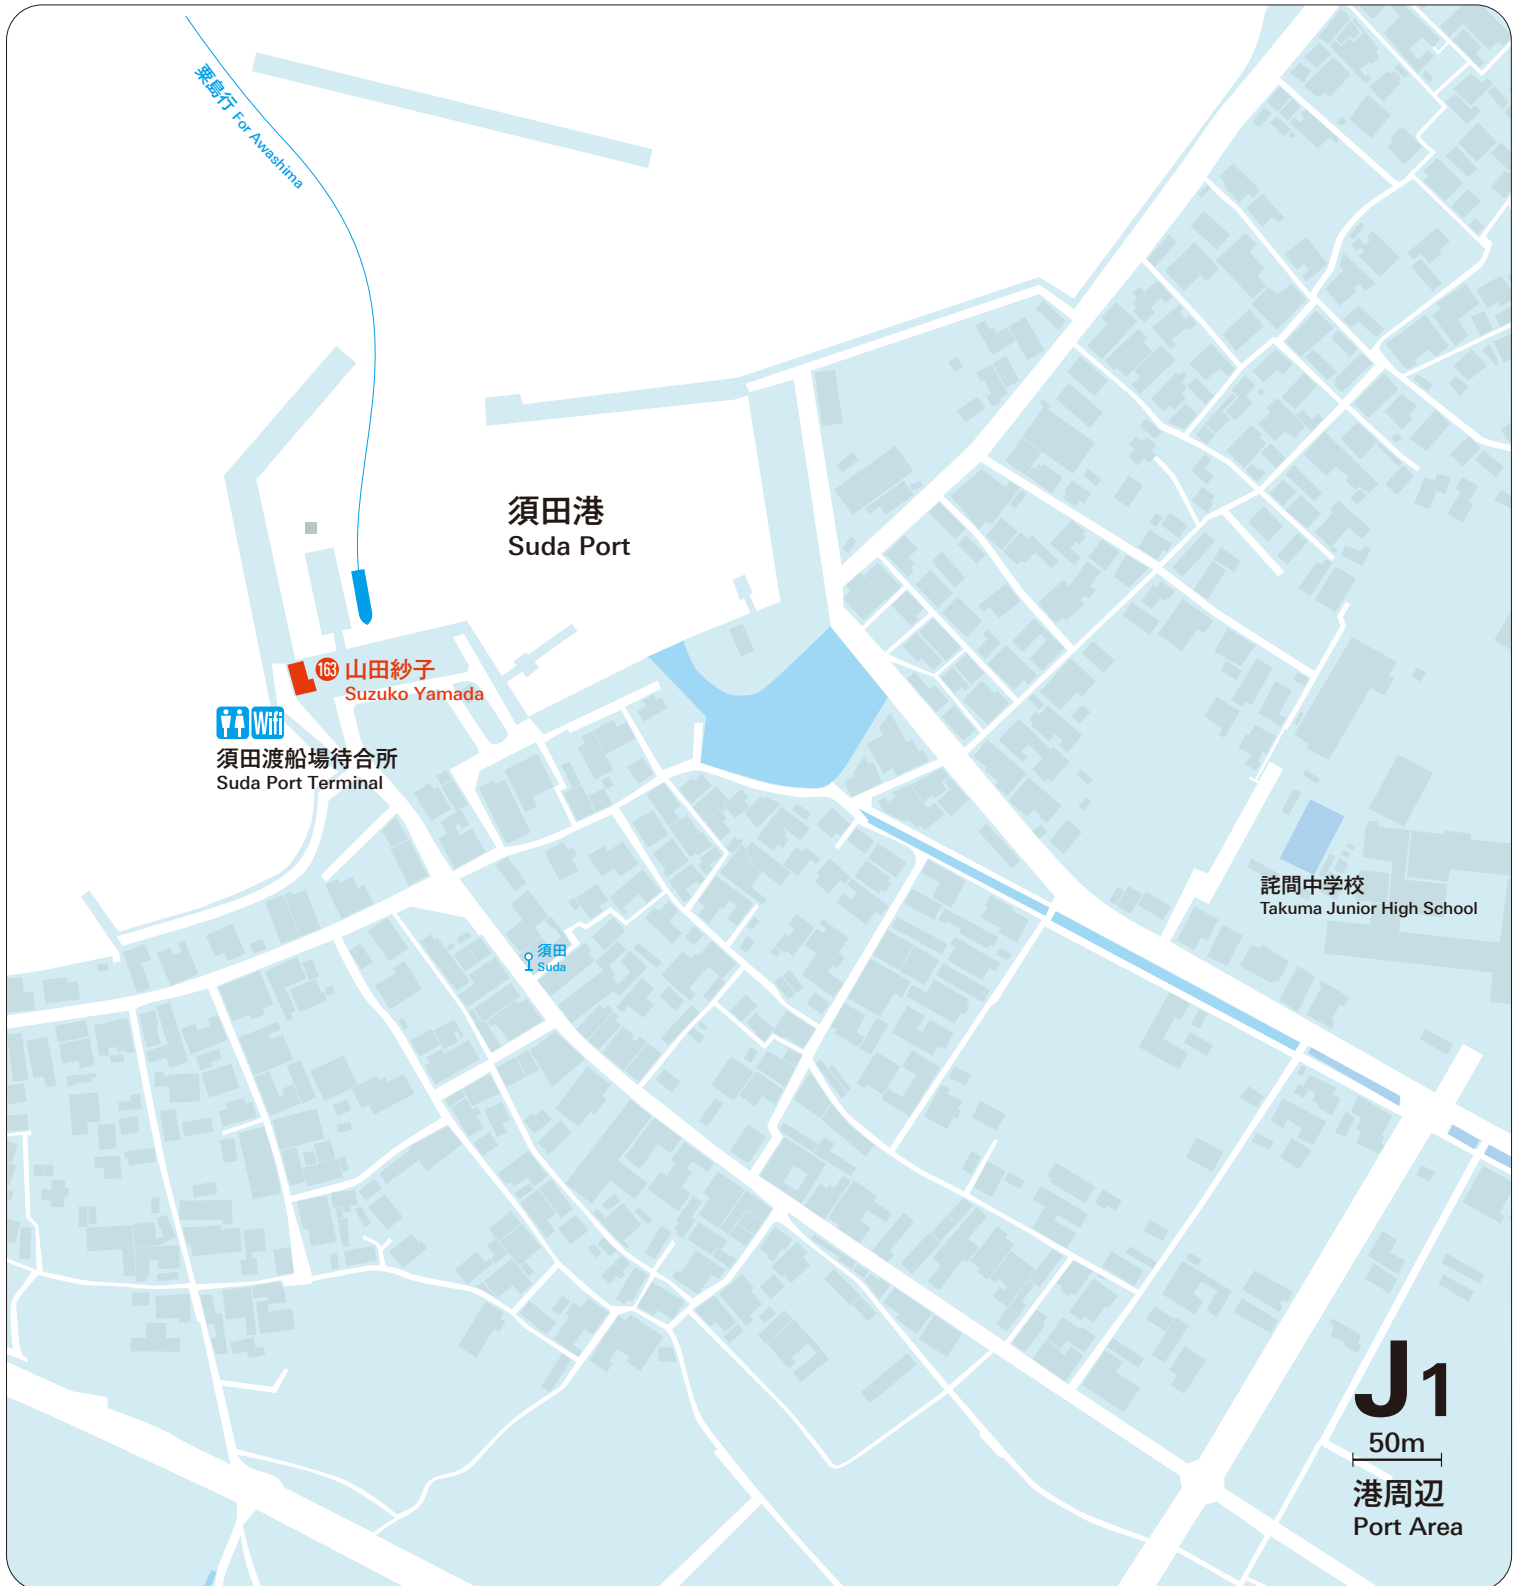 粟島行 For Awashima
須田港
Suda Port
163 山田紗子
Suzuko Yamada
Wifi
須田渡船場待合所
Suda Port Terminal
須田
Suda
詫間中学校
Takuma Junior High School
J1
50m
港周辺
Port Area